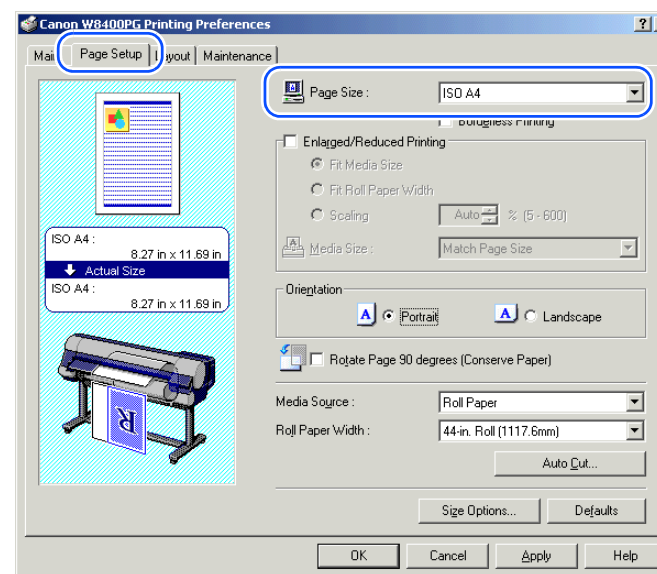 Canon W8400PG Printing Preferences
Page Setup Layout Maintenance
Page Size : ISO A4
Borderless Printing
Enlarged/Reduced Printing
Fit Media Size
Fit Roll Paper Width
Scaling Auto % (5 - 600)
Media Size : Match Page Size
ISO A4 :
8.27 in x 11.69 in
Actual Size
ISO A4 :
8.27 in x 11.69 in
Orientation
A Portrait A Landscape
Rotate Page 90 degrees (Conserve Paper)
Media Source : Roll Paper
Roll Paper Width : 44-in. Roll (1117.6mm)
Auto Cut...
Size Options... Defaults
OK Cancel Apply Help